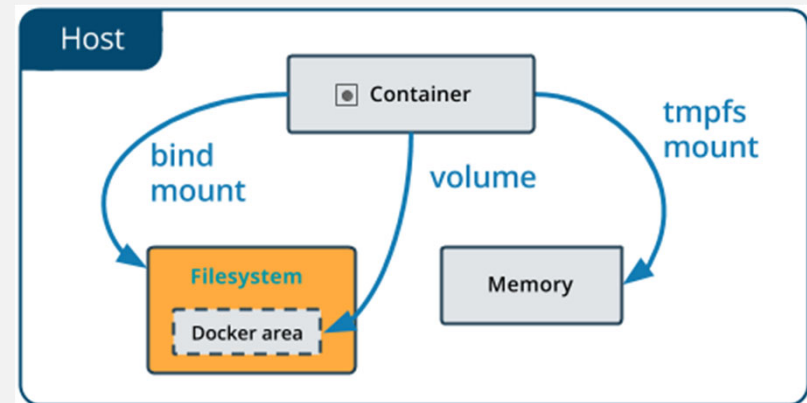 Host
Container
bind
mount
volume
tmpfs
mount
Filesystem
Docker area
Memory